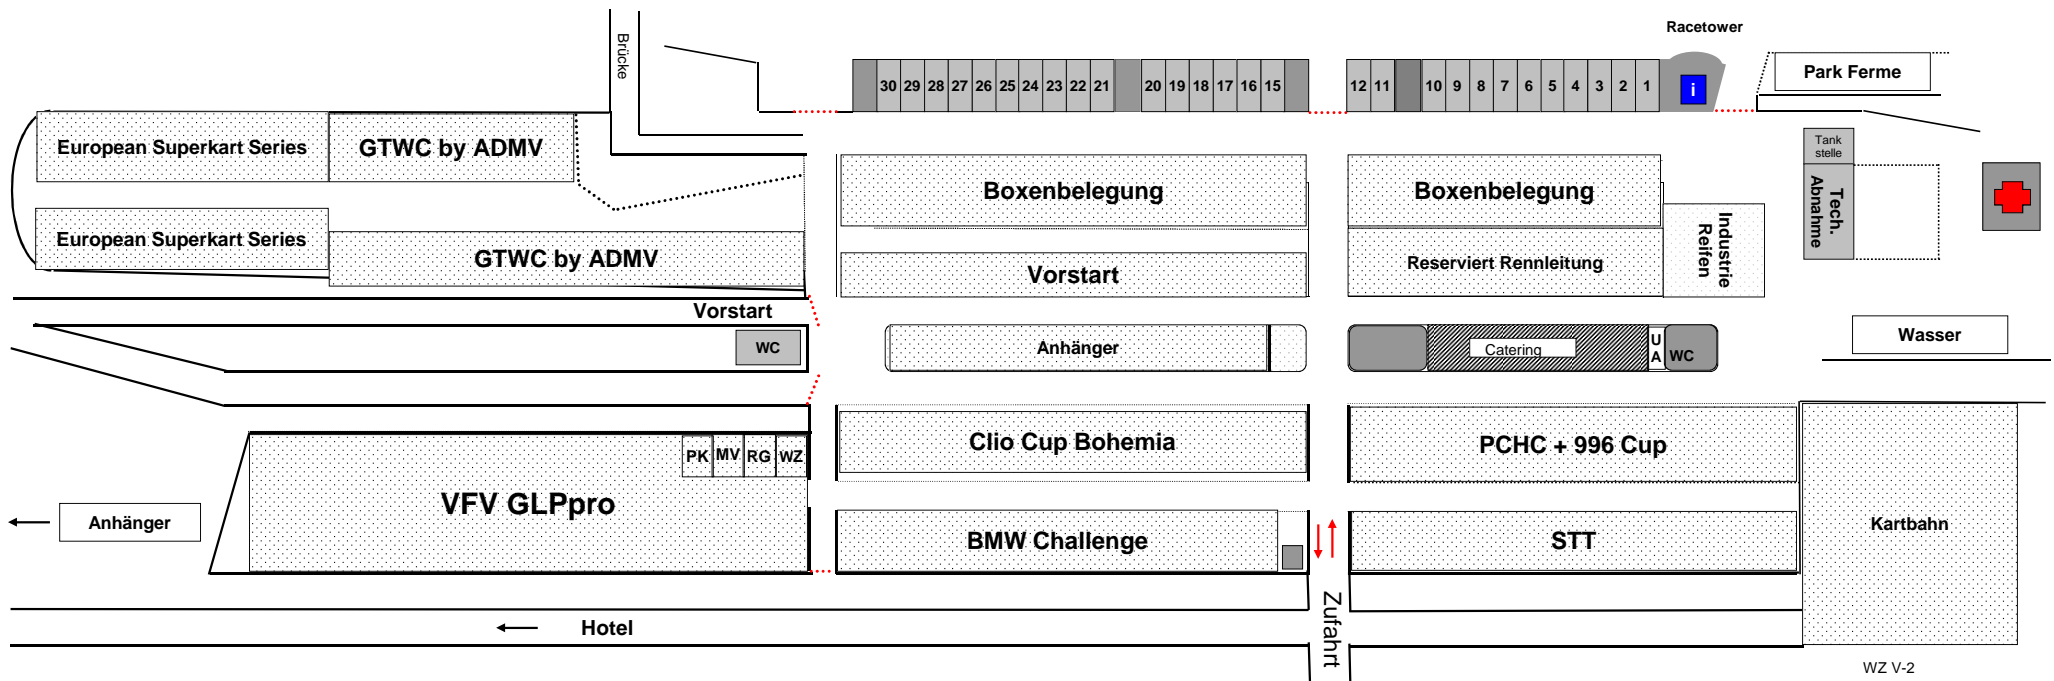 Racetower
Brücke
30 29 28 27 26 25 24 23 22 21 20 19 18 17 16 15 12 11 10 9 8 7 6 5 4 3 2 1 i
Park Ferme
European Superkart Series
GTWC by ADMV
Boxenbelegung
Boxenbelegung
Tank
stelle
Tech.
Abnahme
European Superkart Series
GTWC by ADMV
Vorstart
Reserviert Rennleitung
Industrie
Reifen
Vorstart
WC
Anhänger
Catering
U
A
WC
Wasser
PK MV RG WZ
Clio Cup Bohemia
PCHC + 996 Cup
VFV GLPpro
Anhänger
BMW Challenge
STT
Kartbahn
Hotel
Zufahrt
WZ V-2